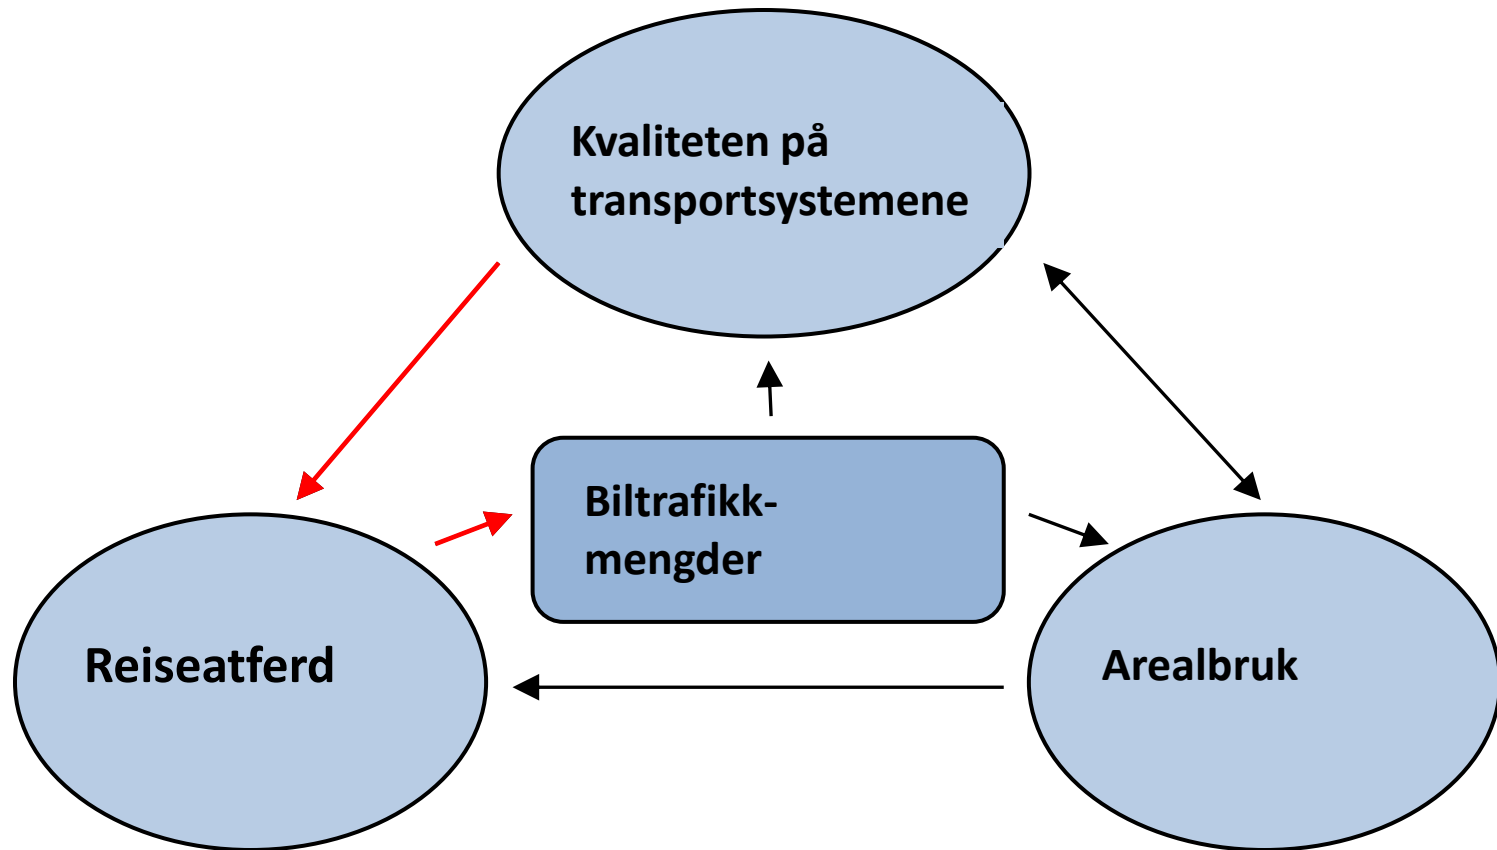 Kvaliteten på
transportsystemene
Biltrafikk-
mengder
Reiseatferd
Arealbruk